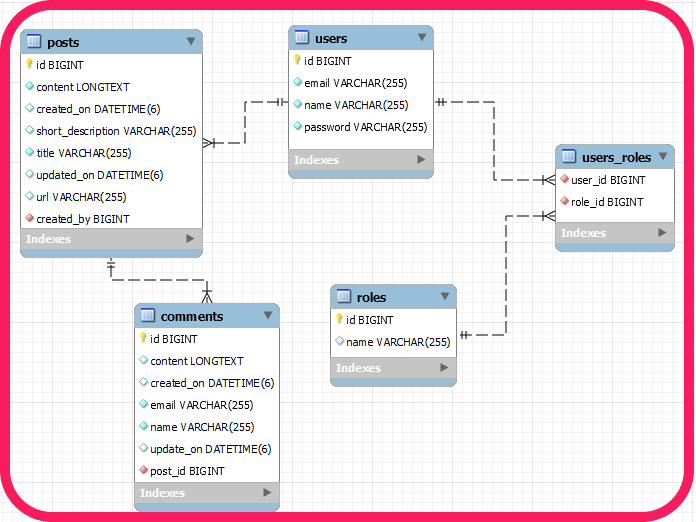 posts
id BIGINT
content LONGTEXT
created_on DATETIME(6)
short_description VARCHAR(255)
title VARCHAR(255)
updated_on DATETIME(6)
url VARCHAR(255)
created_by BIGINT
Indexes
users
id BIGINT
email VARCHAR(255)
name VARCHAR(255)
password VARCHAR(255)
Indexes
users_roles
user_id BIGINT
role_id BIGINT
Indexes
roles
id BIGINT
name VARCHAR(255)
Indexes
comments
id BIGINT
content LONGTEXT
created_on DATETIME(6)
email VARCHAR(255)
name VARCHAR(255)
update_on DATETIME(6)
post_id BIGINT
Indexes